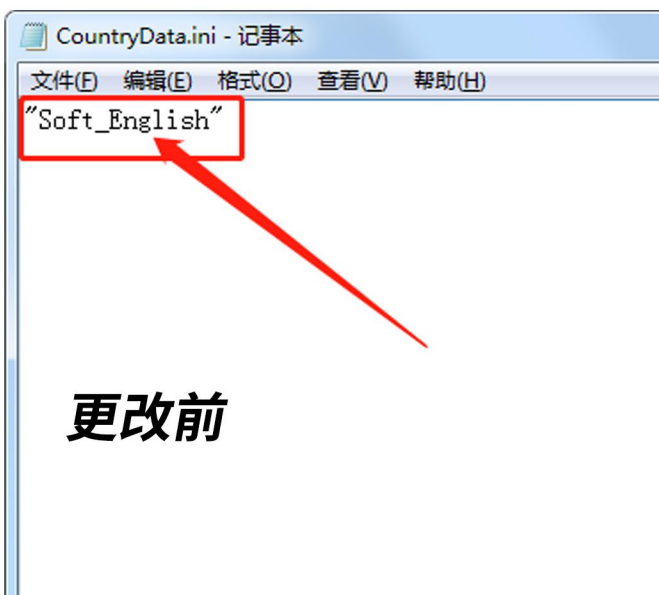 CountryData.ini - 记事本
文件(F) 编辑(E) 格式(O) 查看(V) 帮助(H)
"Soft_English"
更改前